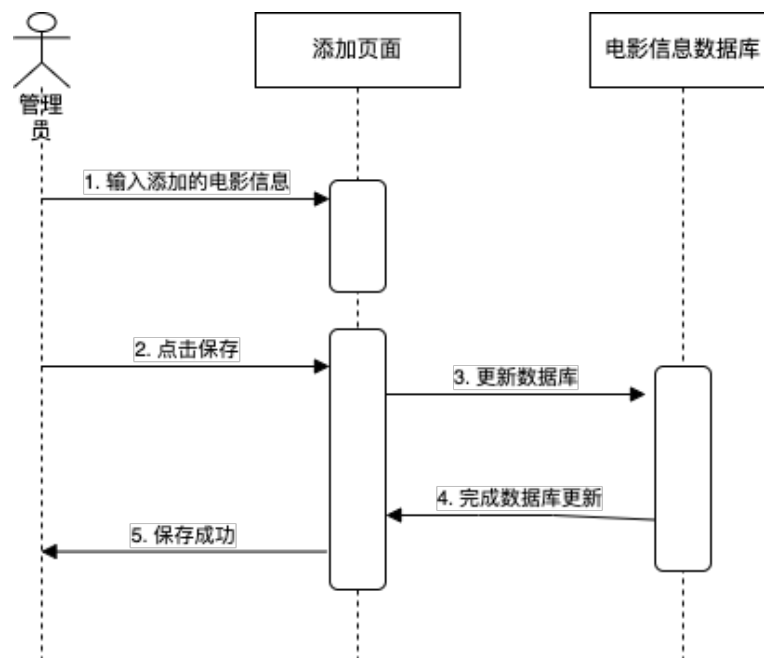 添加页面
电影信息数据库
管理
员
1. 输入添加的电影信息
2. 点击保存
3. 更新数据库
4. 完成数据库更新
5. 保存成功